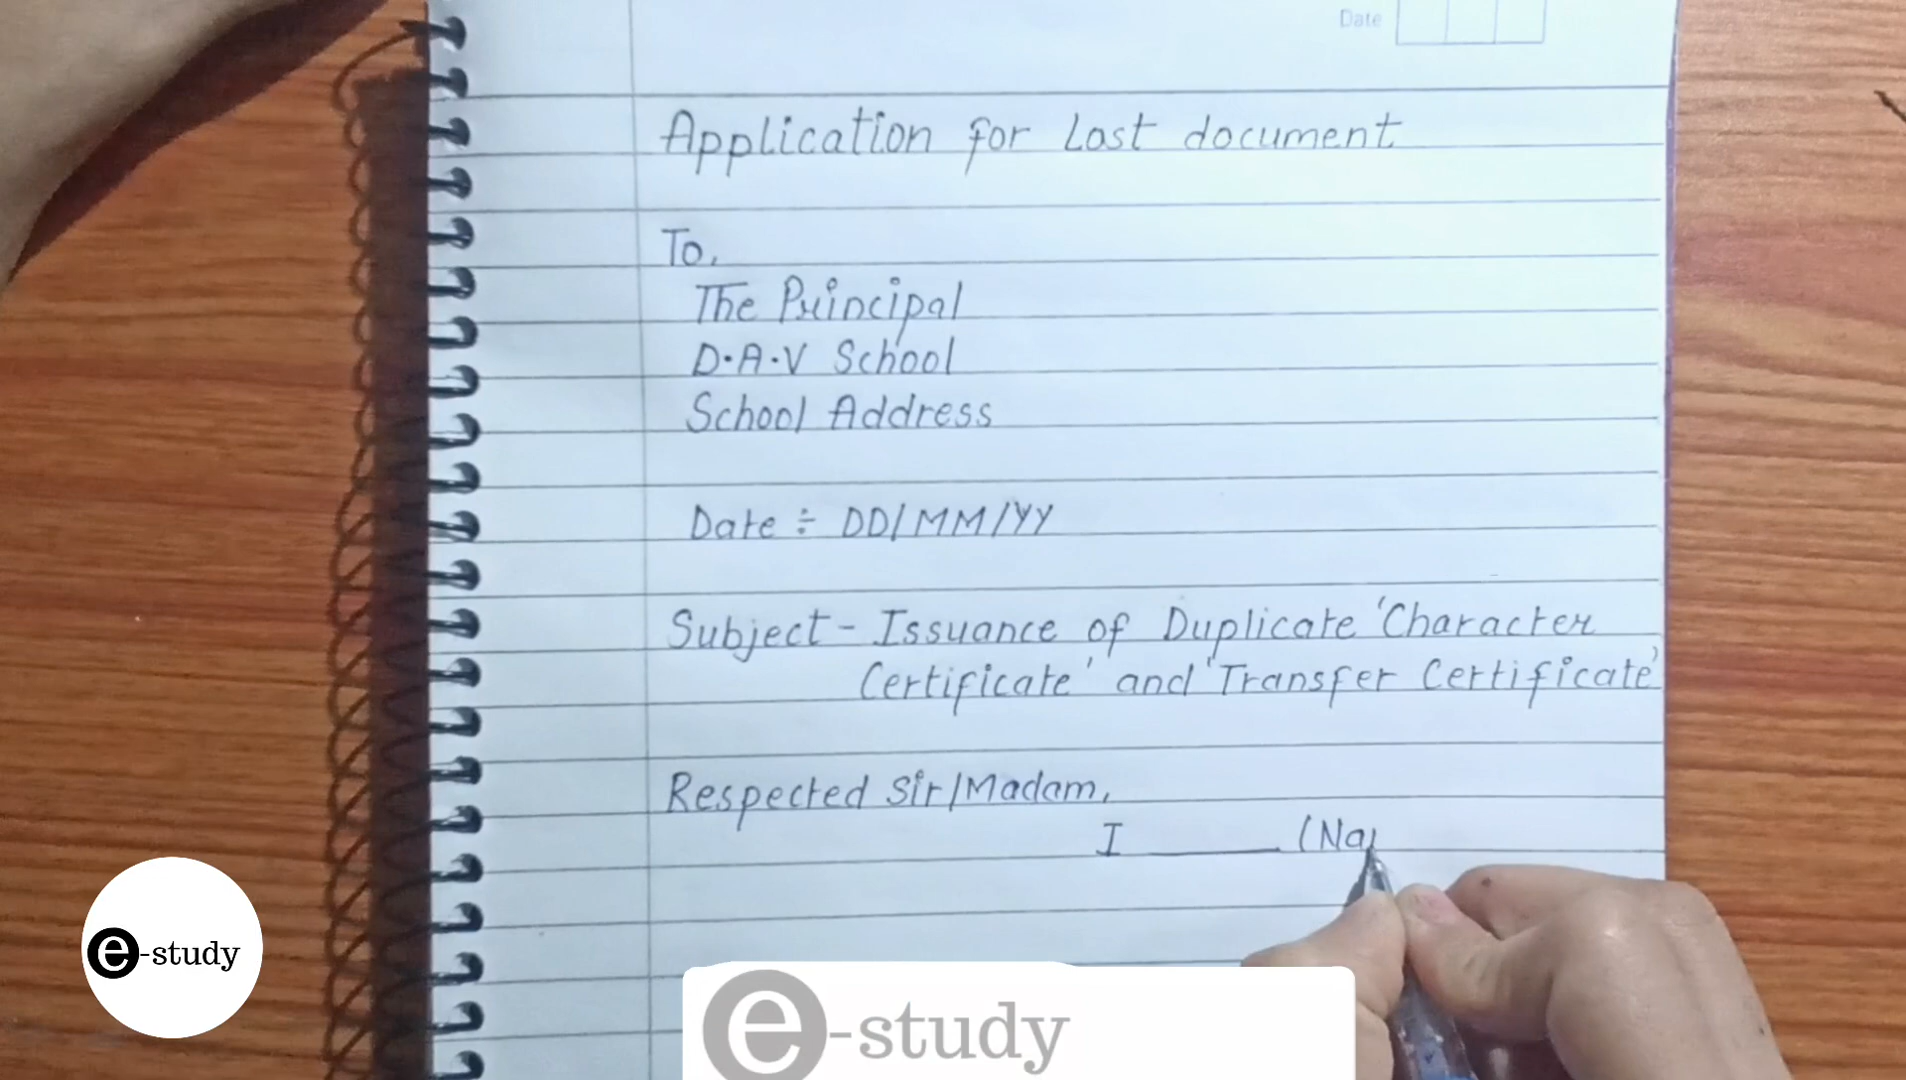 Date
Application for Lost document
To,
The Principal
D.A.V School
School Address
Date ÷ DD/MM/YY
Subject - Issuance of Duplicate 'Character
Certificate' and 'Transfer Certificate'
Respected Sir/Madam,
I ______ (Na
e-study
e-study